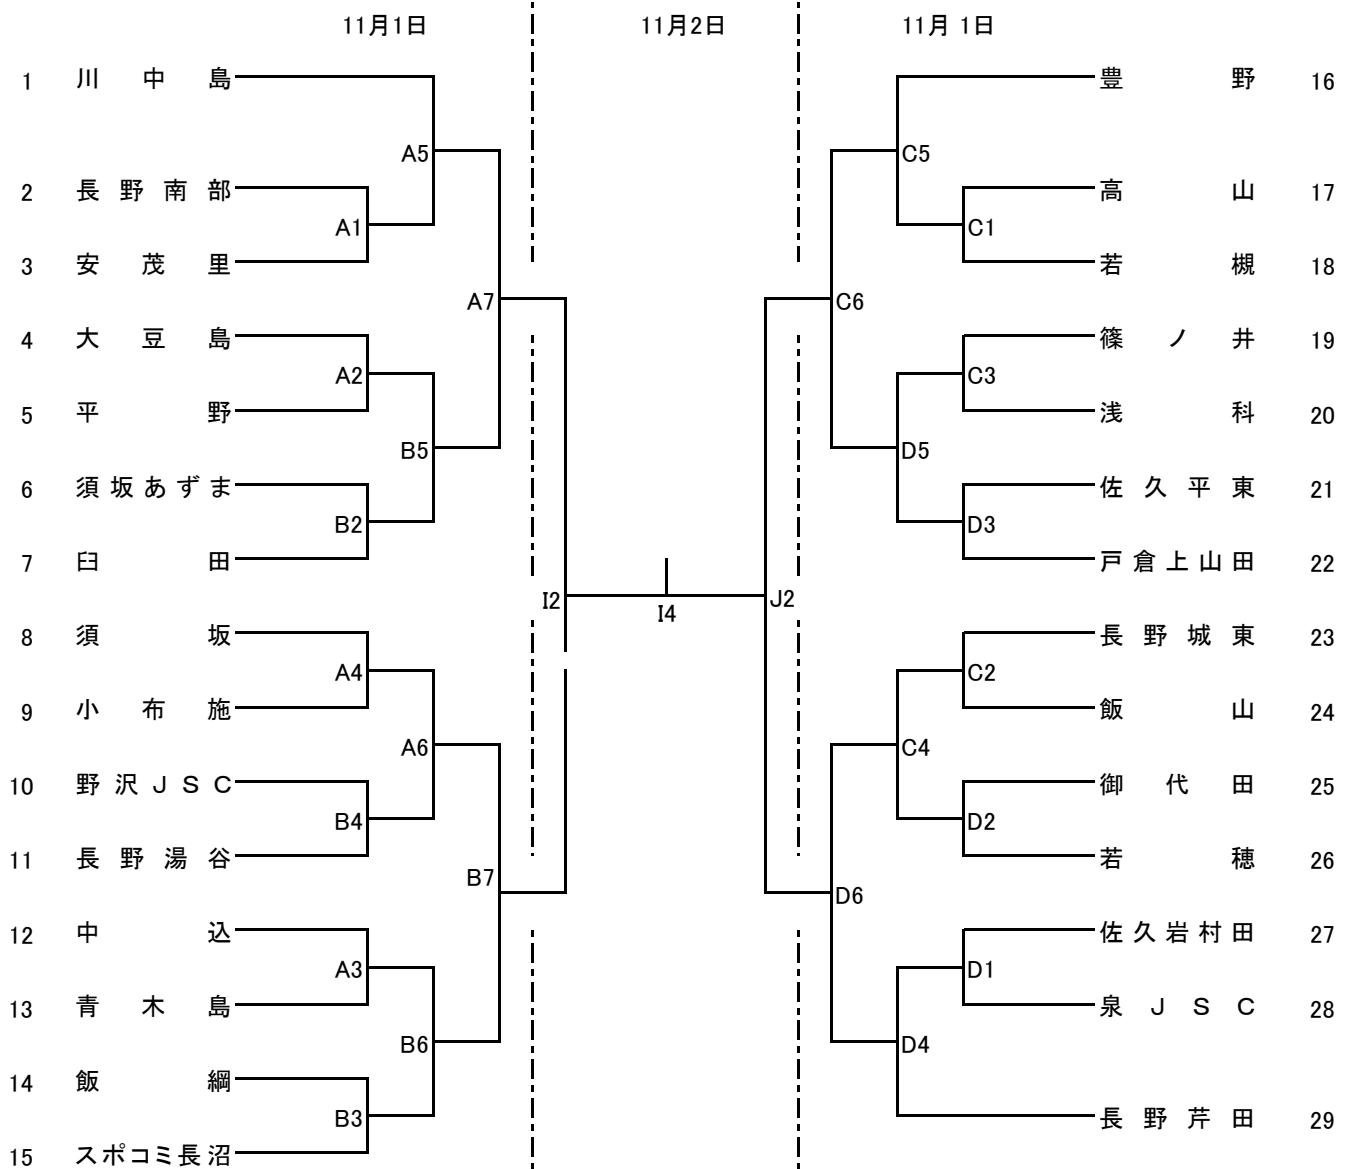 11月1日 11月2日 11月 1日
1 川中島 豊野 16
A5 C5
2 長野南部 高山 17
A1 C1
3 安茂里 若槻 18
A7 C6
4 大豆島 篠ノ井 19
A2 C3
5 平野 浅科 20
B5 D5
6 須坂あずま 佐久平東 21
B2 D3
7 臼田 戸倉上山田 22
I2 I4 J2
8 須坂 長野城東 23
A4 C2
9 小布施 飯山 24
A6 C4
10 野沢JSC 御代田 25
B4 D2
11 長野湯谷 若穂 26
B7 D6
12 中込 佐久岩村田 27
A3 D1
13 青木島 泉JSC 28
B6 D4
14 飯綱
B3 長野芹田 29
15 スポコミ長沼